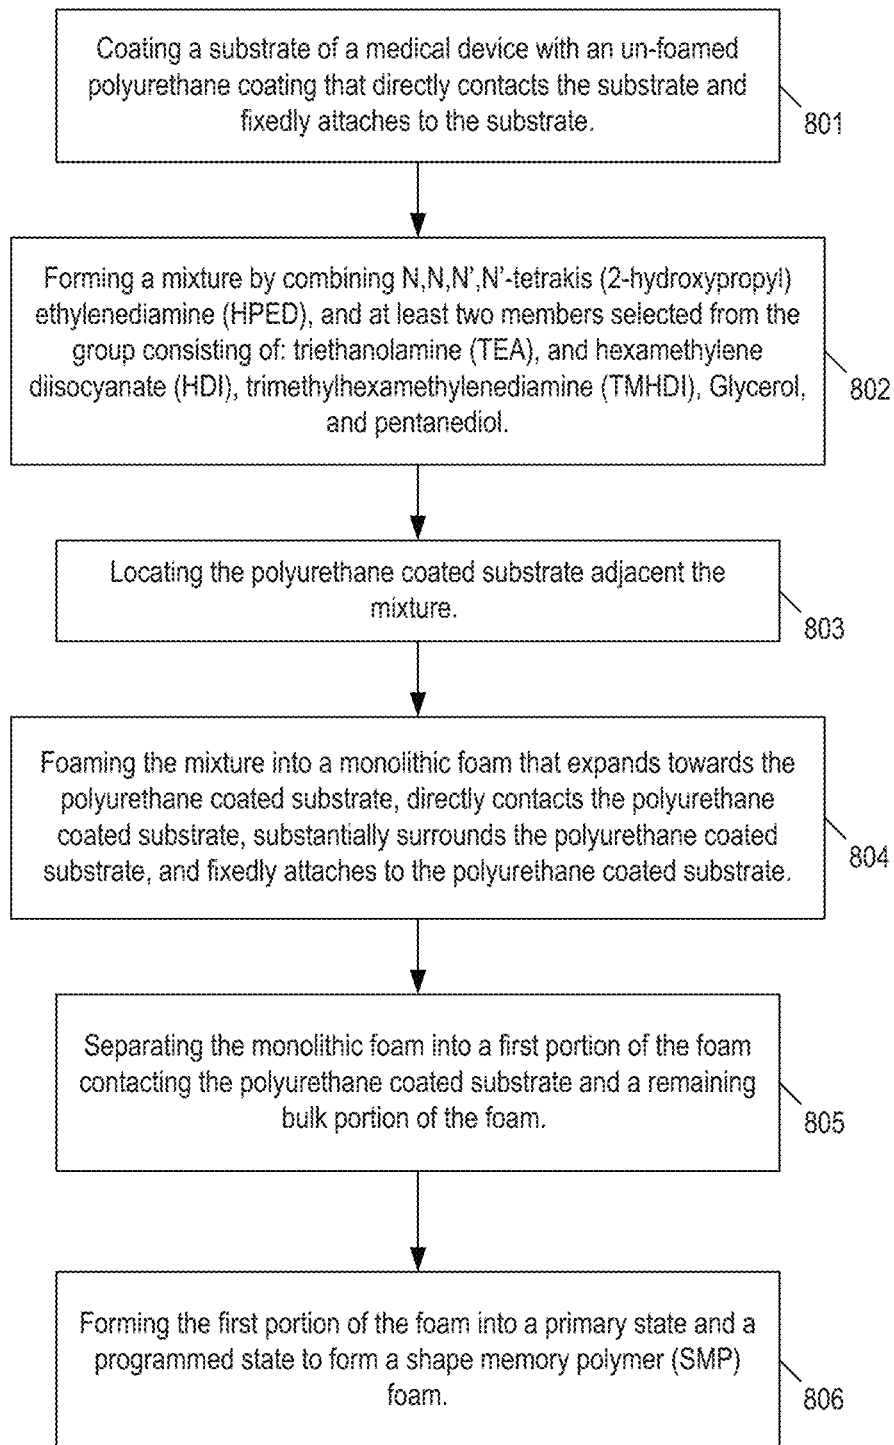 Coating a substrate of a medical device with an un-foamed
polyurethane coating that directly contacts the substrate and
fixedly attaches to the substrate.
801
Forming a mixture by combining N,N,N',N'-tetrakis (2-hydroxypropyl)
ethylenediamine (HPED), and at least two members selected from the
group consisting of: triethanolamine (TEA), and hexamethylene
diisocyanate (HDI), trimethylhexamethylenediamine (TMHDI), Glycerol,
and pentanediol.
802
Locating the polyurethane coated substrate adjacent the
mixture.
803
Foaming the mixture into a monolithic foam that expands towards the
polyurethane coated substrate, directly contacts the polyurethane
coated substrate, substantially surrounds the polyurethane coated
substrate, and fixedly attaches to the polyurethane coated substrate.
804
Separating the monolithic foam into a first portion of the foam
contacting the polyurethane coated substrate and a remaining
bulk portion of the foam.
805
Forming the first portion of the foam into a primary state and a
programmed state to form a shape memory polymer (SMP)
foam.
806